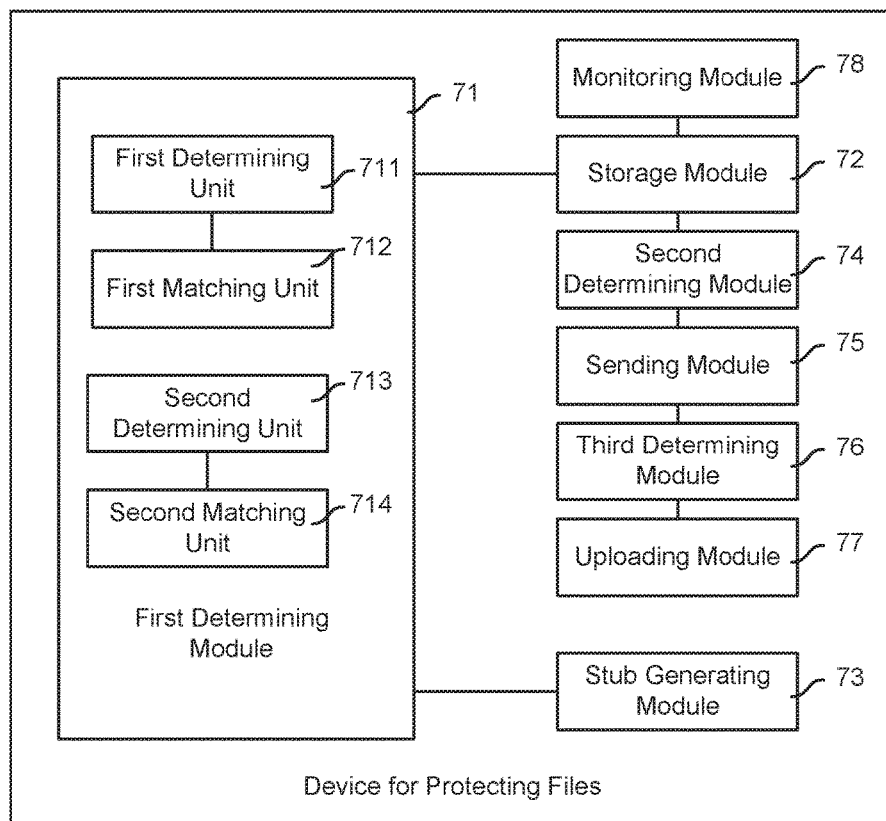 71
First Determining
Unit
711
712
First Matching Unit
713
Second
Determining Unit
Second Matching
Unit
714
First Determining
Module
Monitoring Module
78
Storage Module
72
Second
Determining Module
74
Sending Module
75
Third Determining
Module
76
Uploading Module
77
Stub Generating
Module
73
Device for Protecting Files